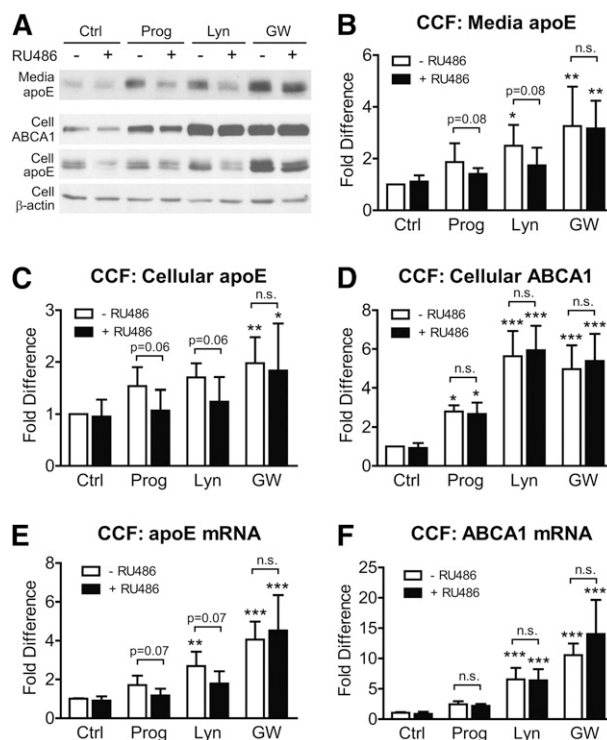 A
Ctrl Prog Lyn GW
RU486 - + - + - + - +
Media apoE
Cell ABCA1
Cell apoE
Cell β-actin
B
CCF: Media apoE
Fold Difference
6
4
2
0
- RU486
+ RU486
p=0.08
*
p=0.08
**
**
n.s.
Ctrl Prog Lyn GW
C
CCF: Cellular apoE
Fold Difference
3
2
1
0
- RU486
+ RU486
p=0.06
p=0.06
**
*
n.s.
Ctrl Prog Lyn GW
D
CCF: Cellular ABCA1
Fold Difference
8
6
4
2
0
- RU486
+ RU486
n.s.
* *
n.s.
*** ***
n.s.
*** ***
Ctrl Prog Lyn GW
E
CCF: apoE mRNA
Fold Difference
8
6
4
2
0
- RU486
+ RU486
p=0.07
p=0.07
**
n.s.
***
***
Ctrl Prog Lyn GW
F
CCF: ABCA1 mRNA
Fold Difference
25
20
15
10
5
0
- RU486
+ RU486
n.s.
n.s.
*** ***
n.s.
***
***
Ctrl Prog Lyn GW